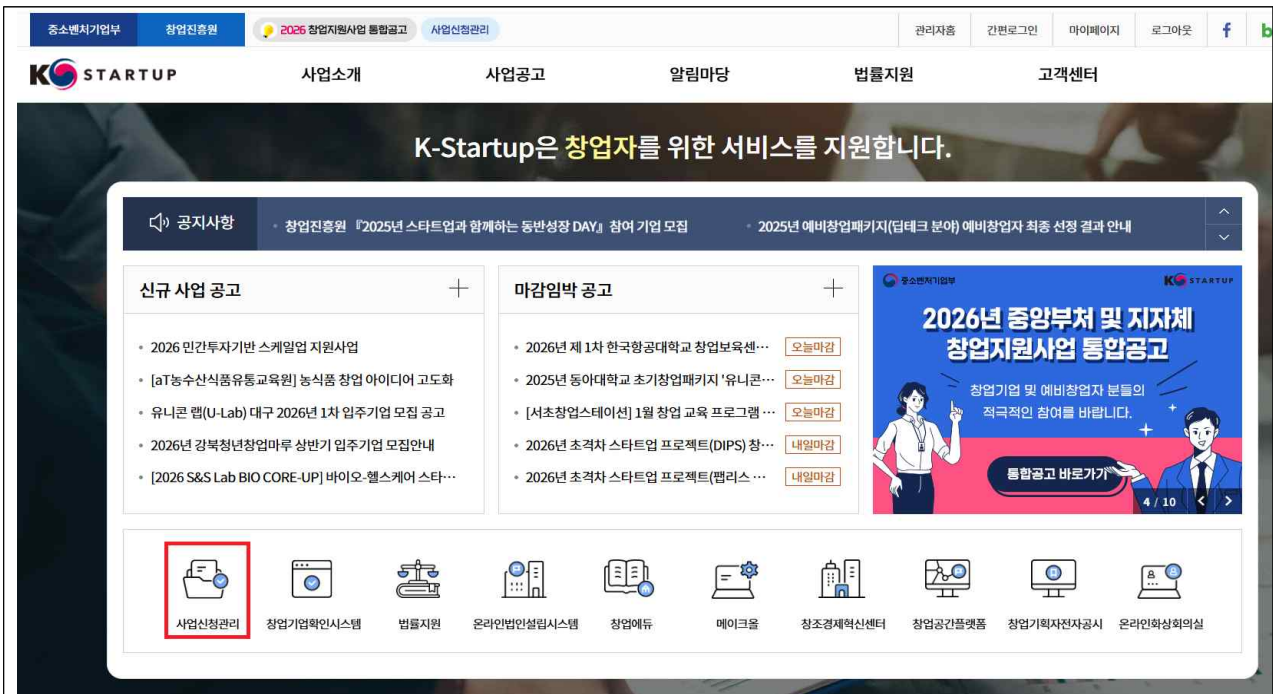 중소벤처기업부
창업진흥원
2026 창업지원사업 통합공고
사업신청관리
관리자홈
간편로그인
마이페이지
로그아웃
f
b
K STARTUP
사업소개
사업공고
알림마당
법률지원
고객센터
K-Startup은 창업자를 위한 서비스를 지원합니다.
공지사항
· 창업진흥원 『2025년 스타트업과 함께하는 동반성장 DAY』 참여 기업 모집
· 2025년 예비창업패키지(딥테크 분야) 예비창업자 최종 선정 결과 안내
신규 사업 공고
• 2026 민간투자기반 스케일업 지원사업
• [aT농수산식품유통교육원] 농식품 창업 아이디어 고도화
• 유니콘 랩(U-Lab) 대구 2026년 1차 입주기업 모집 공고
• 2026년 강북청년창업마루 상반기 입주기업 모집안내
• [2026 S&S Lab BIO CORE-UP] 바이오-헬스케어 스타…
마감임박 공고
• 2026년 제 1차 한국항공대학교 창업보육센… 오늘마감
• 2025년 동아대학교 초기창업패키지 '유니콘… 오늘마감
• [서초창업스테이션] 1월 창업 교육 프로그램 … 오늘마감
• 2026년 초격차 스타트업 프로젝트(DIPS) 창… 내일마감
• 2026년 초격차 스타트업 프로젝트(팹리스 … 내일마감
중소벤처기업부
K STARTUP
2026년 중앙부처 및 지자체
창업지원사업 통합공고
창업기업 및 예비창업자 분들의
적극적인 참여를 바랍니다.
통합공고 바로가기
4 / 10
사업신청관리
창업기업확인시스템
법률지원
온라인법인설립시스템
창업에듀
메이크올
창조경제혁신센터
창업공간플랫폼
창업기획자전자공시
온라인화상회의실